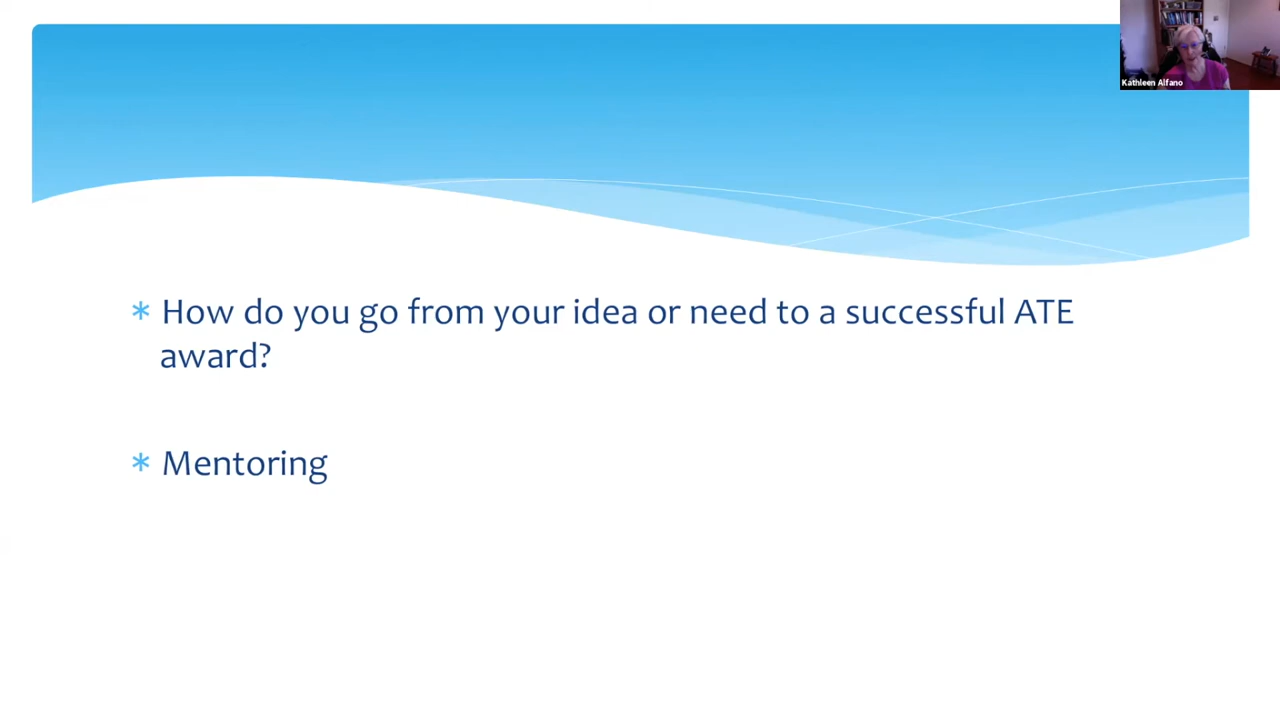 Kathleen Alfano
* How do you go from your idea or need to a successful ATE
award?
* Mentoring